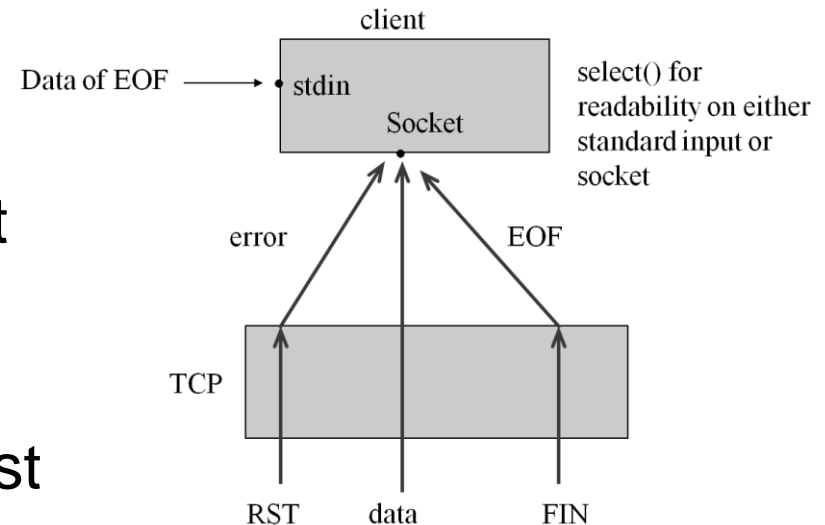 client
Data of EOF
stdin
Socket
select() for
readability on either
standard input or
socket
t
error
EOF
TCP
st
RST
data
FIN